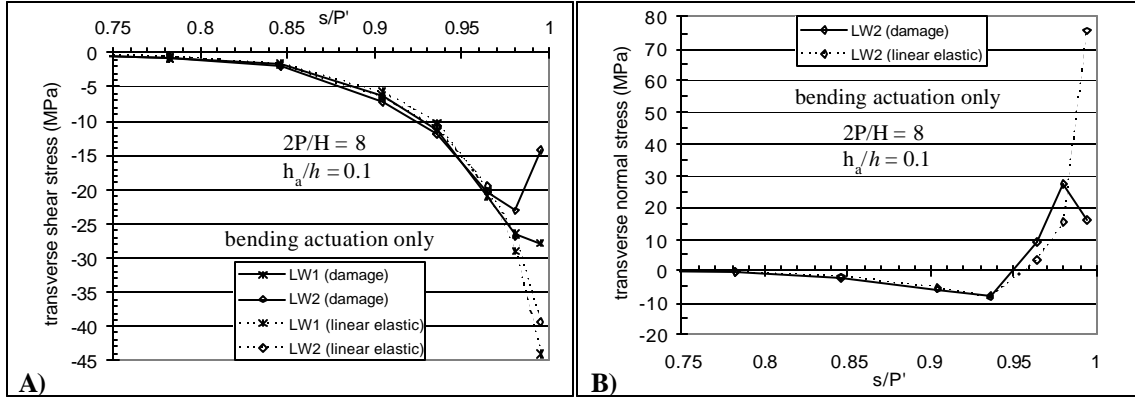 s/P'
0.75 0.8 0.85 0.9 0.95 1
0
-5
-10
-15
-20
-25
-30
-35
-40
-45
transverse shear stress (MPa)
2P/H = 8
ha/h = 0.1
bending actuation only
LW1 (damage)
LW2 (damage)
LW1 (linear elastic)
LW2 (linear elastic)
A)
80
70
60
50
40
30
20
10
0
-10
-20
transverse normal stress (MPa)
LW2 (damage)
LW2 (linear elastic)
bending actuation only
2P/H = 8
ha/h = 0.1
0.75 0.8 0.85 0.9 0.95 1
s/P'
B)